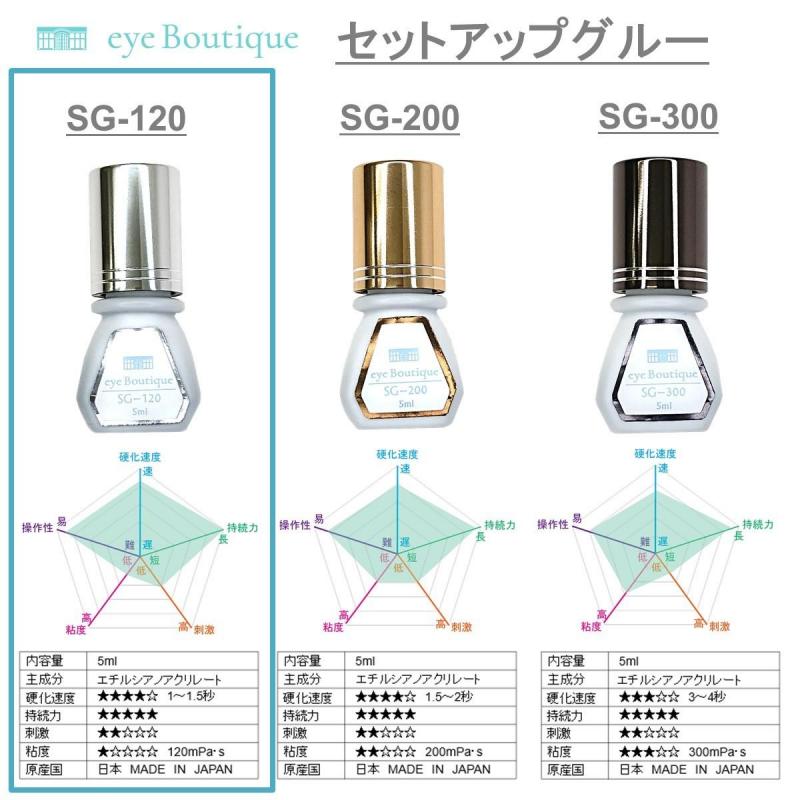 eye Boutique セットアップグルー
SG-120
SG-200
SG-300
eye Boutique
SG-120
5ml
eye Boutique
SG-200
5ml
eye Boutique
SG-300
5ml
硬化速度
速
操作性 易
持続力
長
難 遅
低 短
低
高
粘度
高 刺激
硬化速度
速
操作性 易
持続力
長
難 遅
低 短
低
高
粘度
高 刺激
硬化速度
速
操作性 易
持続力
長
難 遅
低 短
低
高
粘度
高 刺激
内容量 5ml
主成分 エチルシアノアクリレート
硬化速度 ★★★★☆ 1〜1.5秒
持続力 ★★★★★
刺激 ★★☆☆☆
粘度 ★☆☆☆☆ 120mPa・s
原産国 日本 MADE IN JAPAN
内容量 5ml
主成分 エチルシアノアクリレート
硬化速度 ★★★★☆ 1.5〜2秒
持続力 ★★★★★
刺激 ★★☆☆☆
粘度 ★★☆☆☆ 200mPa・s
原産国 日本 MADE IN JAPAN
内容量 5ml
主成分 エチルシアノアクリレート
硬化速度 ★★★☆☆ 3〜4秒
持続力 ★★★★★
刺激 ★★☆☆☆
粘度 ★★★☆☆ 300mPa・s
原産国 日本 MADE IN JAPAN